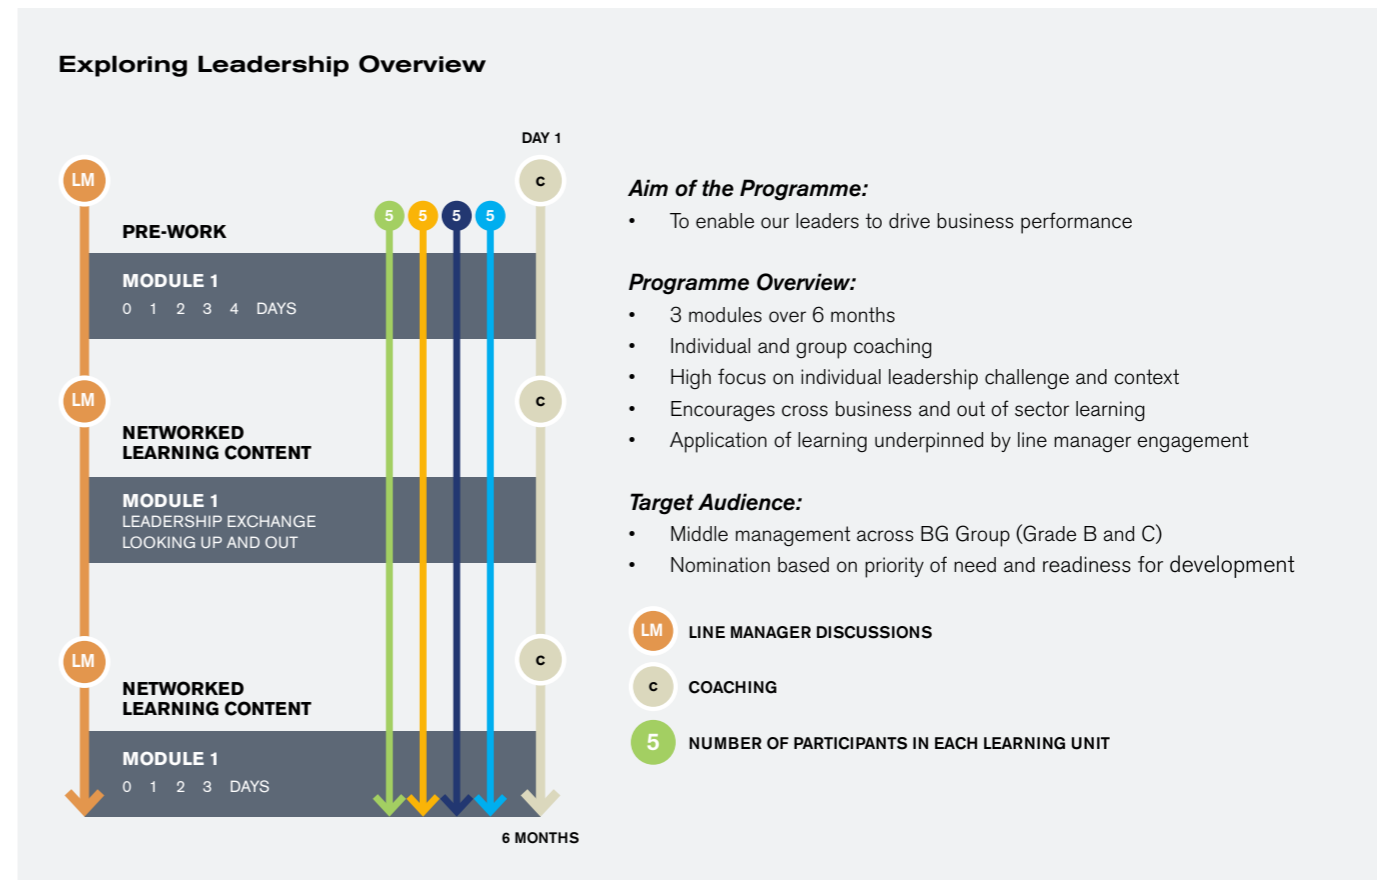 Exploring Leadership Overview
DAY 1
LM
C
5 5 5 5
PRE-WORK
MODULE 1
0 1 2 3 4 DAYS
LM
C
NETWORKED
LEARNING CONTENT
MODULE 1
LEADERSHIP EXCHANGE
LOOKING UP AND OUT
LM
C
NETWORKED
LEARNING CONTENT
MODULE 1
0 1 2 3 DAYS
6 MONTHS
Aim of the Programme:
• To enable our leaders to drive business performance
Programme Overview:
• 3 modules over 6 months
• Individual and group coaching
• High focus on individual leadership challenge and context
• Encourages cross business and out of sector learning
• Application of learning underpinned by line manager engagement
Target Audience:
• Middle management across BG Group (Grade B and C)
• Nomination based on priority of need and readiness for development
LM LINE MANAGER DISCUSSIONS
C COACHING
5 NUMBER OF PARTICIPANTS IN EACH LEARNING UNIT